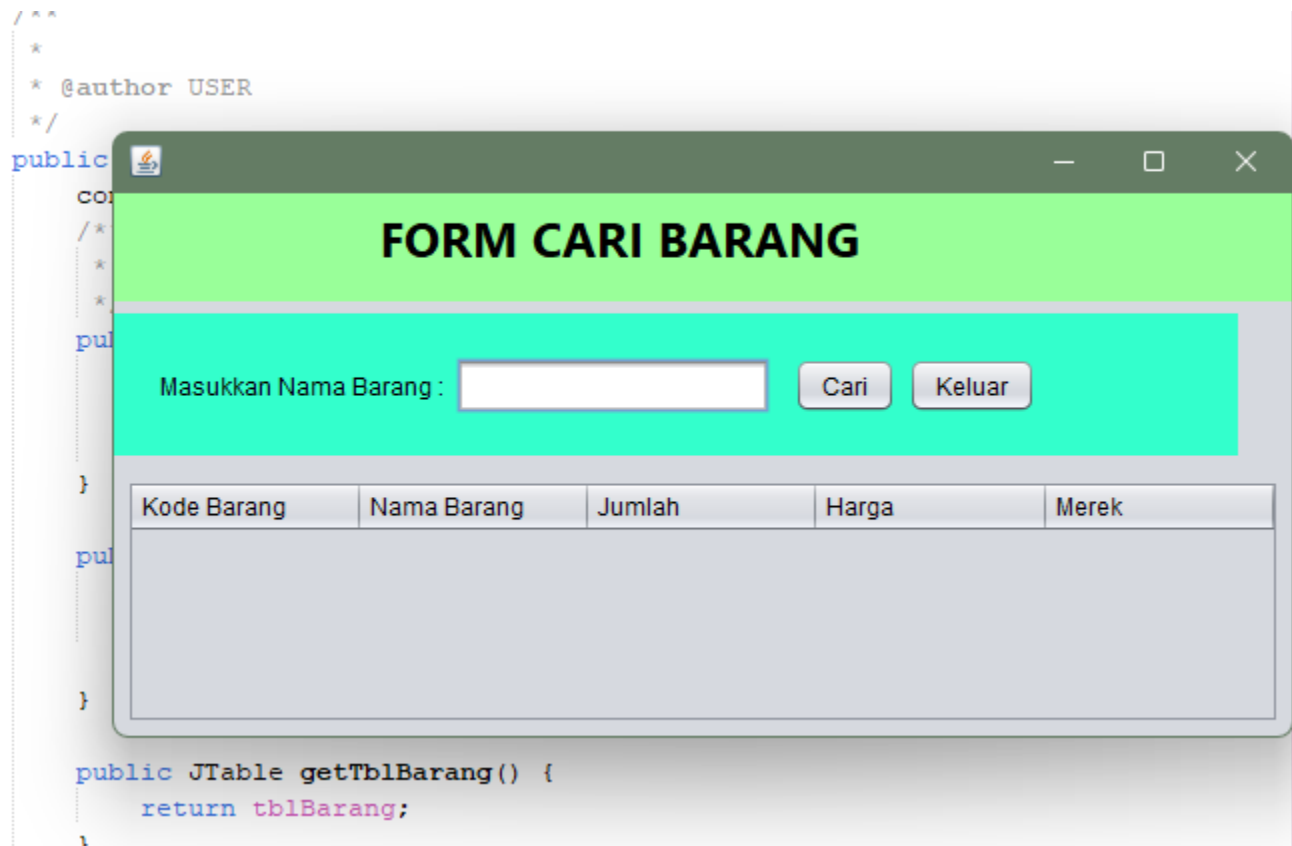 /**
*
* @author USER
*/
public
/*
*
*
FORM CARI BARANG
Masukkan Nama Barang :
Cari
Keluar
Kode Barang
Nama Barang
Jumlah
Harga
Merek
}
}
public JTable getTblBarang() {
return tblBarang;
}